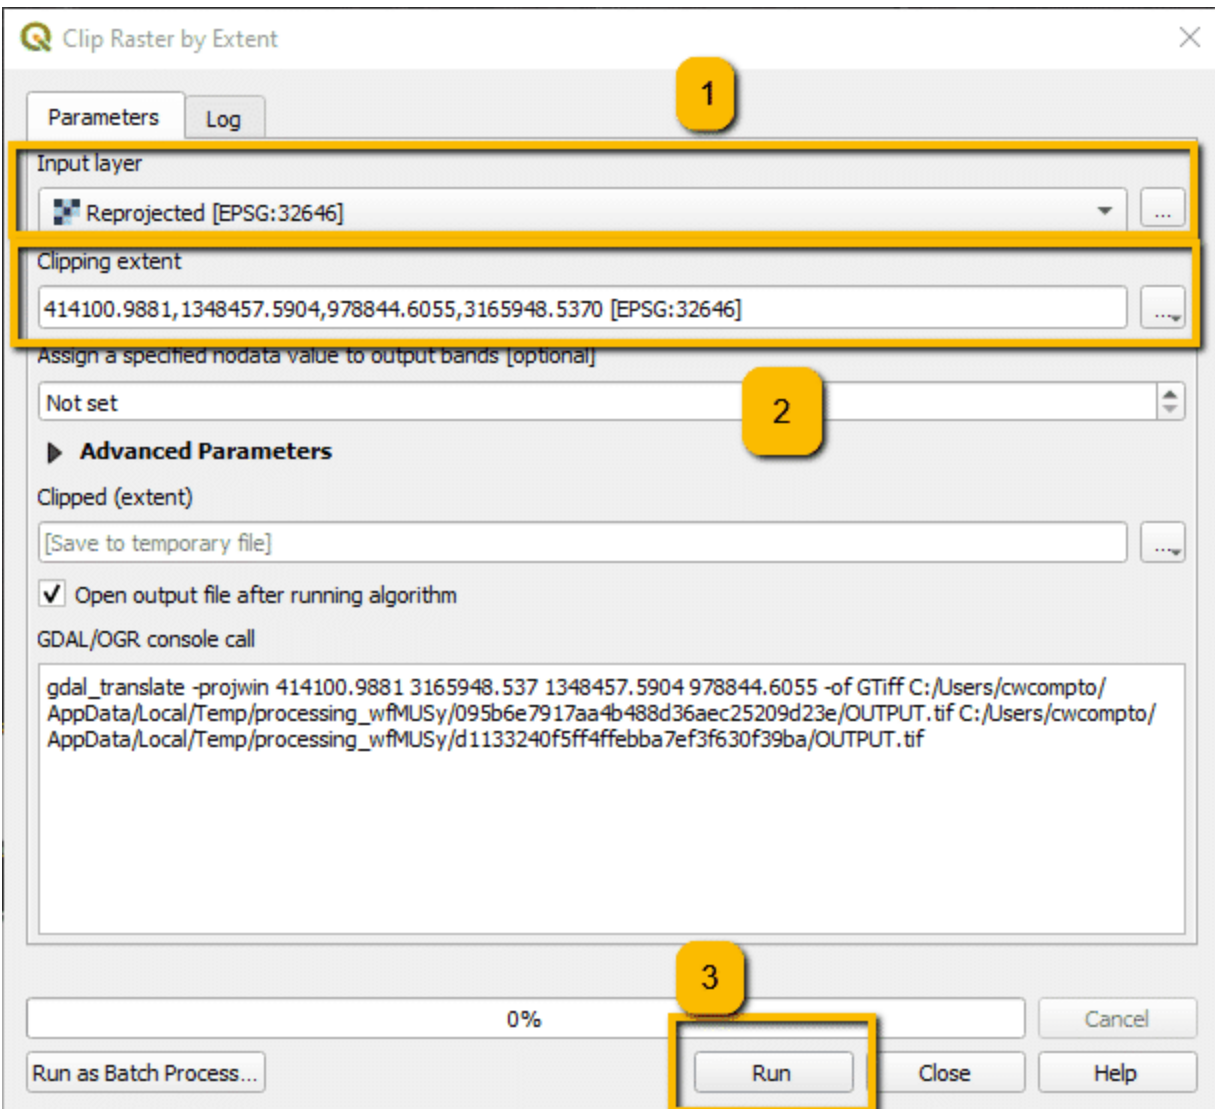 Clip Raster by Extent
1
Parameters
Log
Input layer
Reprojected [EPSG:32646]
...
Clipping extent
414100.9881,1348457.5904,978844.6055,3165948.5370 [EPSG:32646]
...
Assign a specified nodata value to output bands [optional]
Not set
2
Advanced Parameters
Clipped (extent)
[Save to temporary file]
...
Open output file after running algorithm
GDAL/OGR console call
gdal_translate -projwin 414100.9881 3165948.537 1348457.5904 978844.6055 -of GTiff C:/Users/cwcompto/
AppData/Local/Temp/processing_wfMUSy/095b6e7917aa4b488d36aec25209d23e/OUTPUT.tif C:/Users/cwcompto/
AppData/Local/Temp/processing_wfMUSy/d1133240f5ff4ffebba7ef3f630f39ba/OUTPUT.tif
3
0%
Cancel
Run as Batch Process...
Run
Close
Help